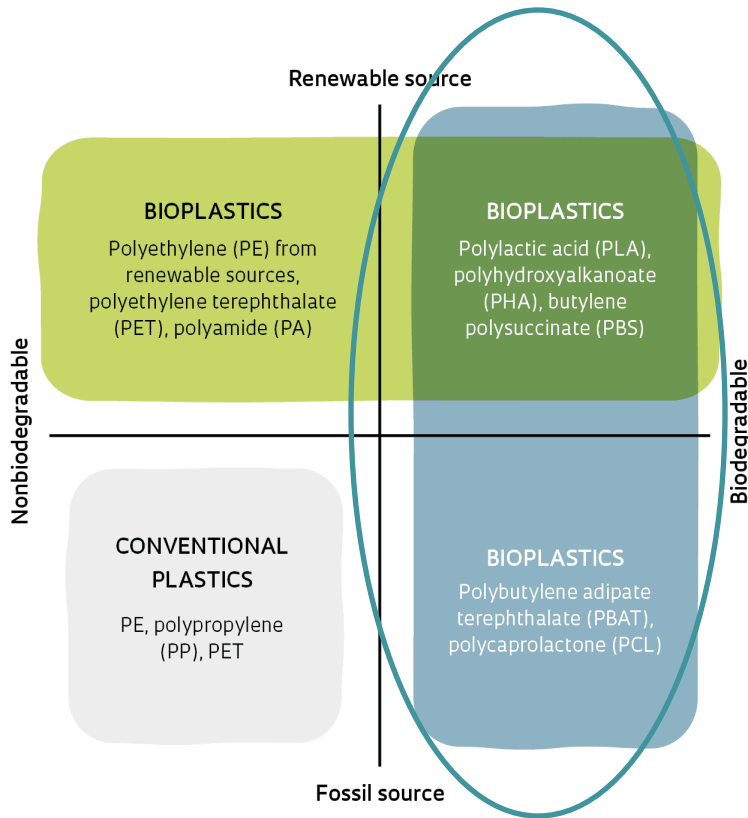 Renewable source
BIOPLASTICS
Polyethylene (PE) from
renewable sources,
polyethylene terephthalate
(PET), polyamide (PA)
BIOPLASTICS
Polylactic acid (PLA),
polyhydroxyalkanoate
(PHA), butylene
polysuccinate (PBS)
Nonbiodegradable
Biodegradable
CONVENTIONAL
PLASTICS
PE, polypropylene
(PP), PET
BIOPLASTICS
Polybutylene adipate
terephthalate (PBAT),
polycaprolactone (PCL)
Fossil source